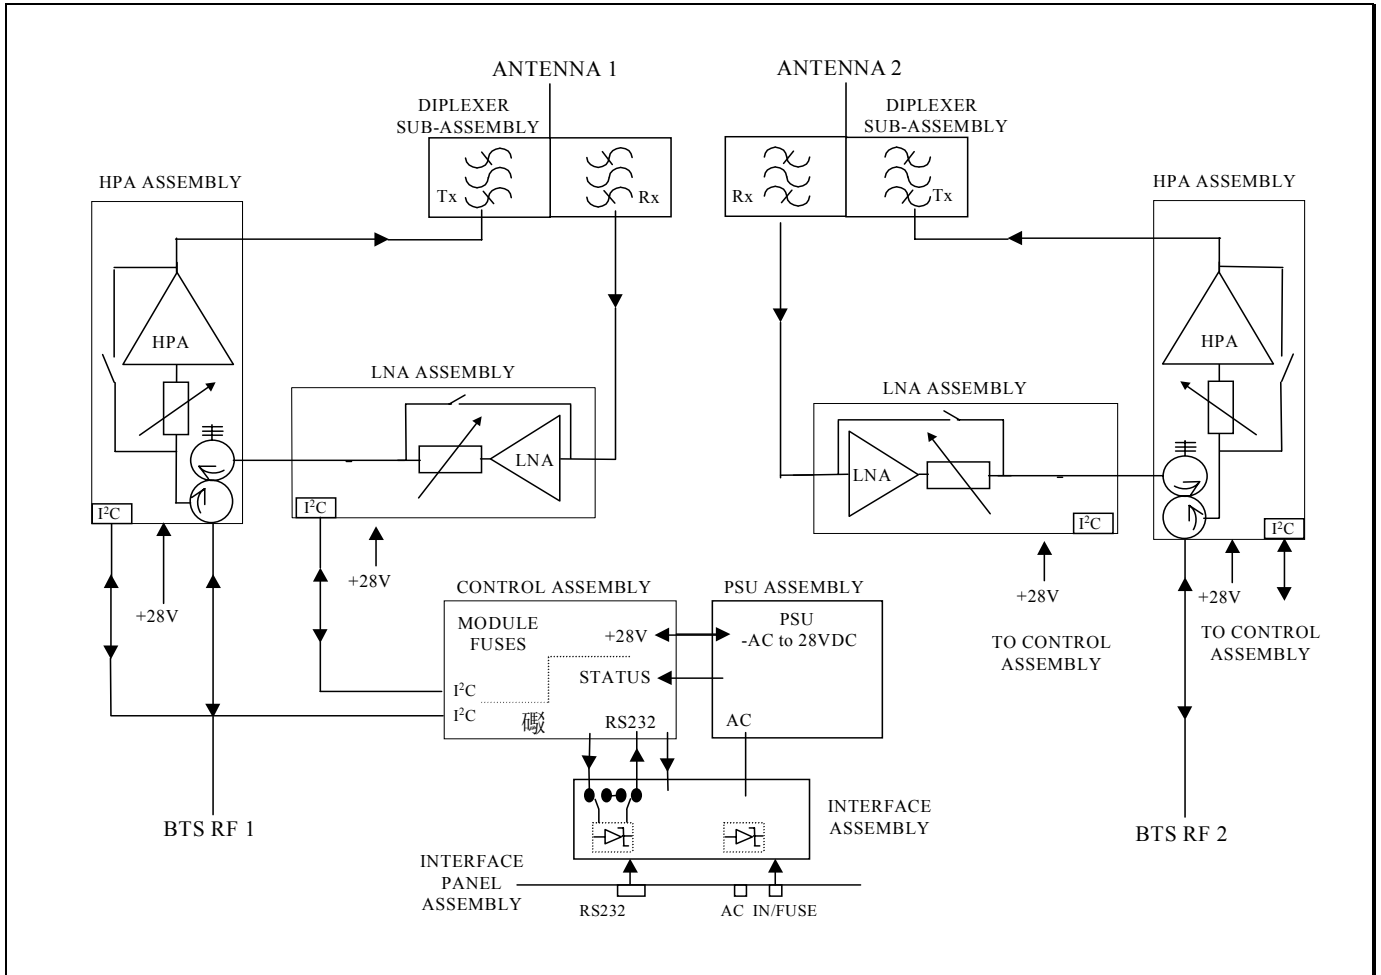 ANTENNA 1
ANTENNA 2
DIPLEXER
SUB-ASSEMBLY
DIPLEXER
SUB-ASSEMBLY
Tx
Rx
Rx
Tx
HPA ASSEMBLY
HPA ASSEMBLY
HPA
HPA
LNA ASSEMBLY
LNA ASSEMBLY
LNA
LNA
I²C
I²C
I²C
I²C
+28V
+28V
+28V
+28V
CONTROL ASSEMBLY
PSU ASSEMBLY
MODULE
FUSES
+28V
PSU
-AC to 28VDC
STATUS
I²C
I²C
RS232
AC
TO CONTROL
ASSEMBLY
TO CONTROL
ASSEMBLY
BTS RF 1
BTS RF 2
INTERFACE
ASSEMBLY
INTERFACE
PANEL
ASSEMBLY
RS232
AC IN/FUSE